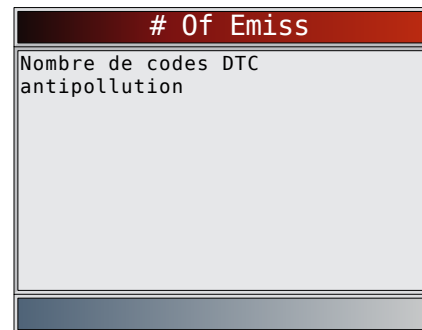 # Of Emiss
Nombre de codes DTC
antipollution